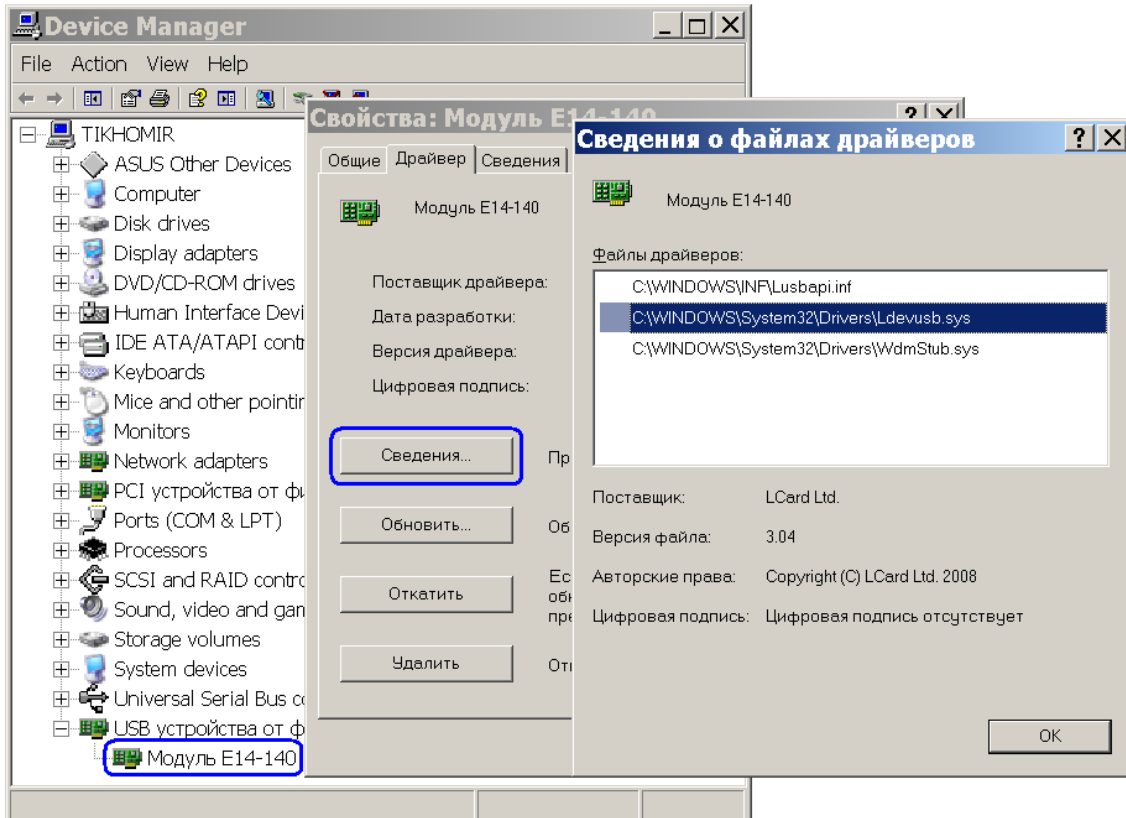 Device Manager
File Action View Help
TIKHOMIR
ASUS Other Devices
Computer
Disk drives
Display adapters
DVD/CD-ROM drives
Human Interface Devi
IDE ATA/ATAPI contr
Keyboards
Mice and other pointin
Monitors
Network adapters
PCI устройства от фи
Ports (COM & LPT)
Processors
SCSI and RAID contro
Sound, video and gam
Storage volumes
System devices
Universal Serial Bus co
USB устройства от ф
Модуль E14-140
Свойства: Модуль E14-140
Общие Драйвер Сведения
Модуль E14-140
Поставщик драйвера:
Дата разработки:
Версия драйвера:
Цифровая подпись:
Сведения... Пр
Обновить... Об
Откатить Ес
обн
пре
Удалить От
Сведения о файлах драйверов
Модуль E14-140
Файлы драйверов:
C:\WINDOWS\INF\Lusbapi.inf
C:\WINDOWS\System32\Drivers\Ldevusb.sys
C:\WINDOWS\System32\Drivers\WdmStub.sys
Поставщик: LCard Ltd.
Версия файла: 3.04
Авторские права: Copyright (C) LCard Ltd. 2008
Цифровая подпись: Цифровая подпись отсутствует
OK